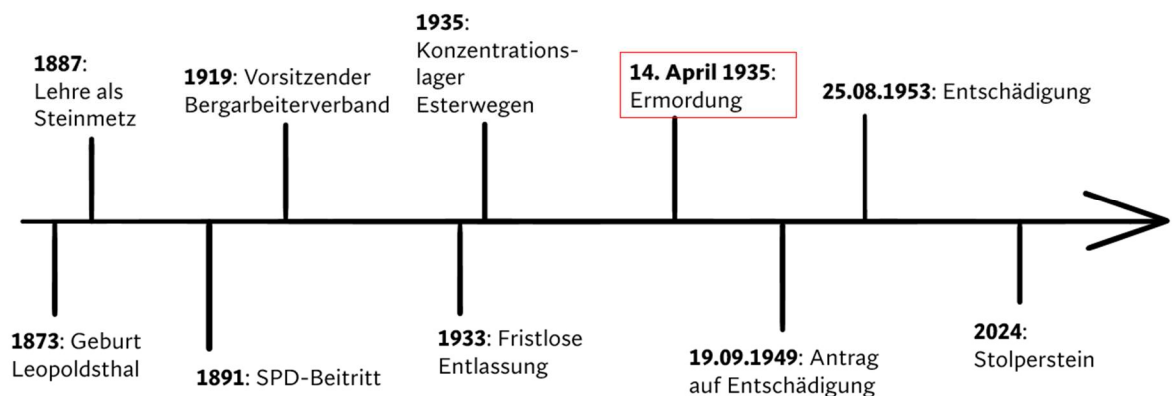 1887:
Lehre als
Steinmetz
1919: Vorsitzender
Bergarbeiterverband
1935:
Konzentrations-
lager
Esterwegen
14. April 1935:
Ermordung
25.08.1953: Entschädigung
1873: Geburt
Leopoldsthal
1891: SPD-Beitritt
1933: Fristlose
Entlassung
19.09.1949: Antrag
auf Entschädigung
2024:
Stolperstein